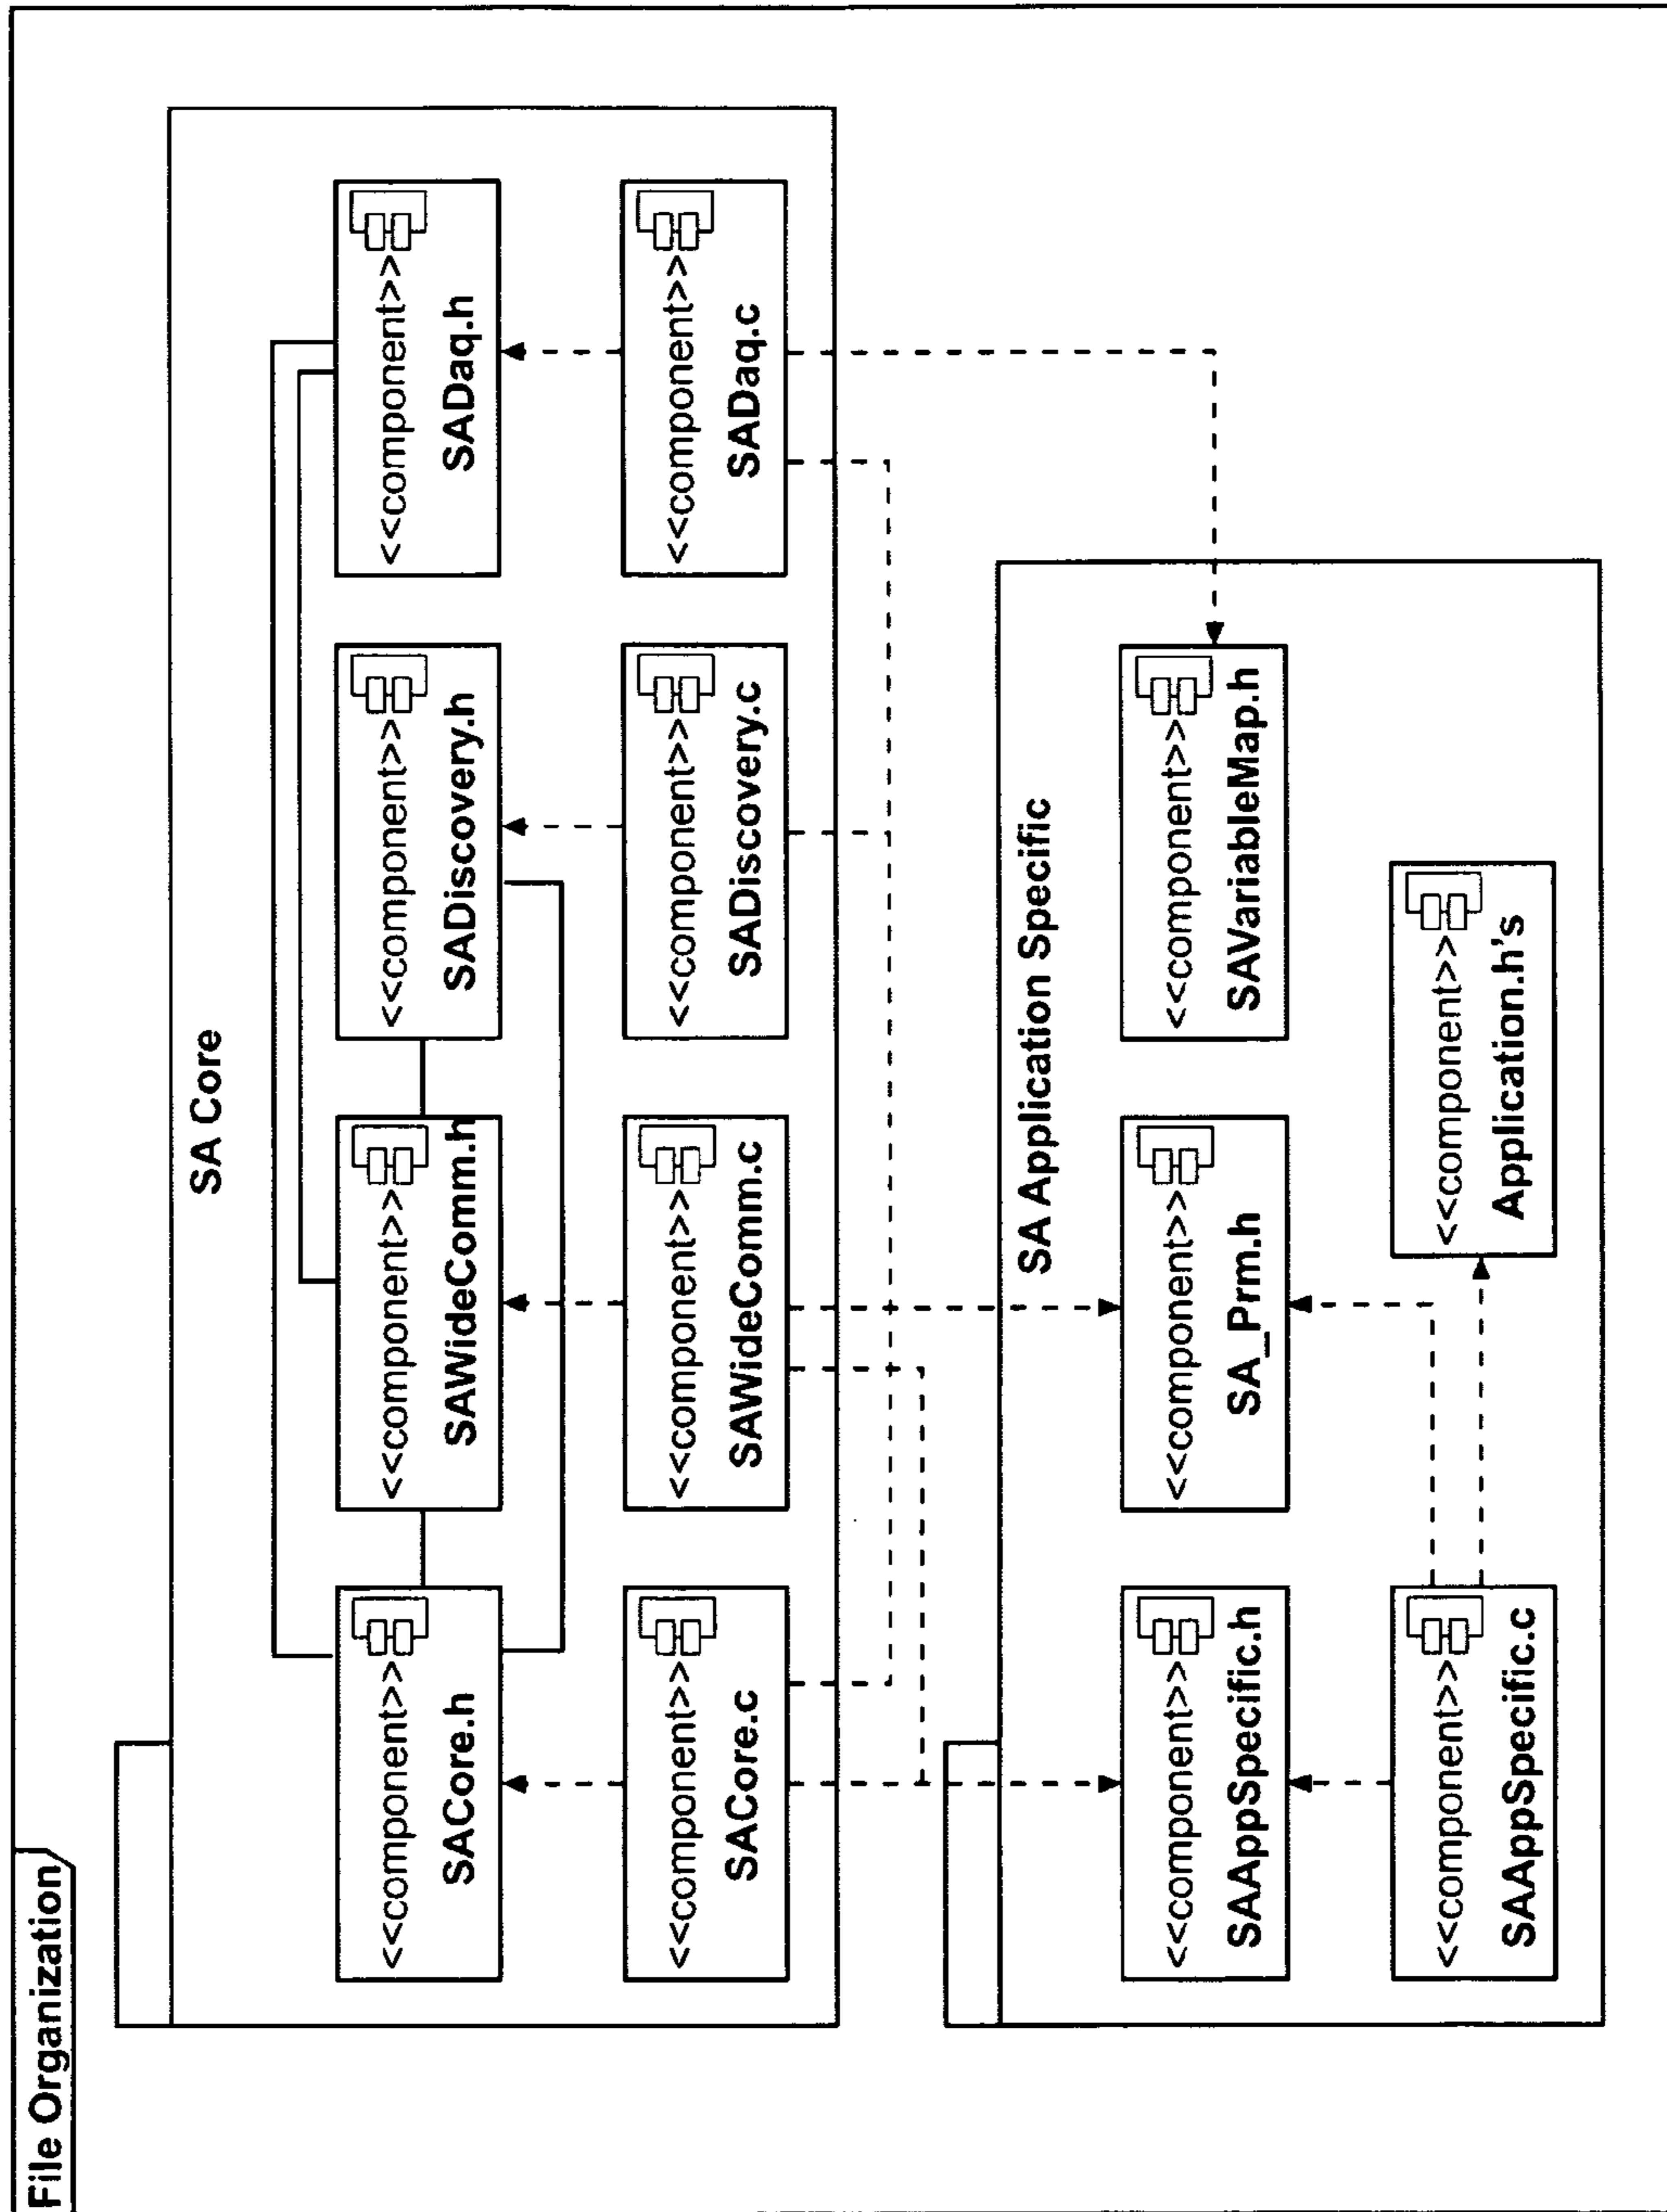 File Organization
SA Core
<<component>>
SACore.h
<<component>>
SAWideComm.h
<<component>>
SADiscovery.h
<<component>>
SADaq.h
<<component>>
SACore.c
<<component>>
SAWideComm.c
<<component>>
SADiscovery.c
<<component>>
SADaq.c
SA Application Specific
<<component>>
SAAppSpecific.h
<<component>>
SA_Prm.h
<<component>>
SAVariableMap.h
<<component>>
SAAppSpecific.c
<<component>>
Application.h's